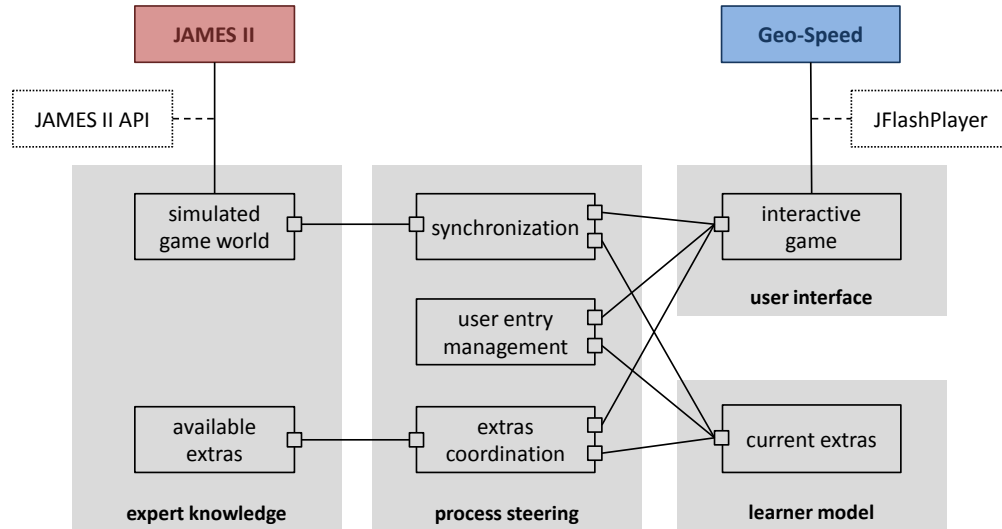 JAMES II
Geo-Speed
JAMES II API
JFlashPlayer
simulated
game world
synchronization
interactive
game
user interface
user entry
management
available
extras
extras
coordination
current extras
expert knowledge
process steering
learner model